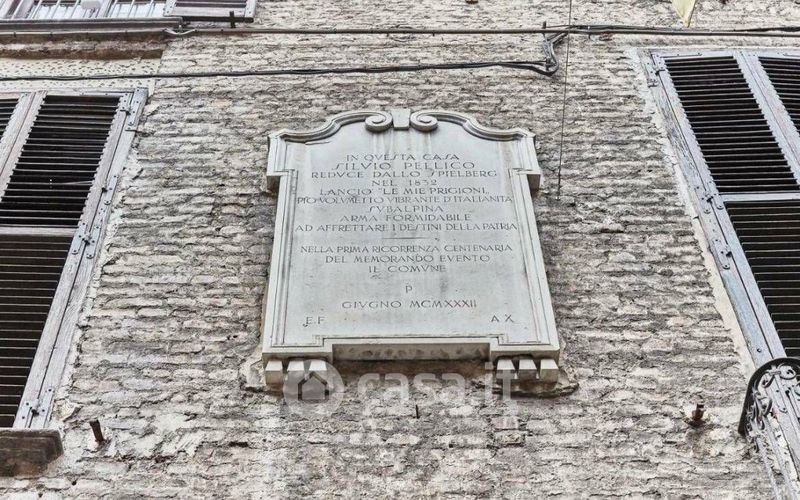 IN QVESTA CASA
SILVIO PELLICO
REDVCE DALLO SPIELBERG
NEL 1832
LANCIÒ "LE MIE PRIGIONI,
VOLVMETTO VIBRANTE D'ITALIANITÀ
SVBALPINA
ARMA FORMIDABILE
AD AFFRETTARE I DESTINI DELLA PATRIA
NELLA PRIMA RICORRENZA CENTENARIA
DEL MEMORANDO EVENTO
IL COMVNE
P
GIVGNO MCMXXXII
E.F A X
casa.it